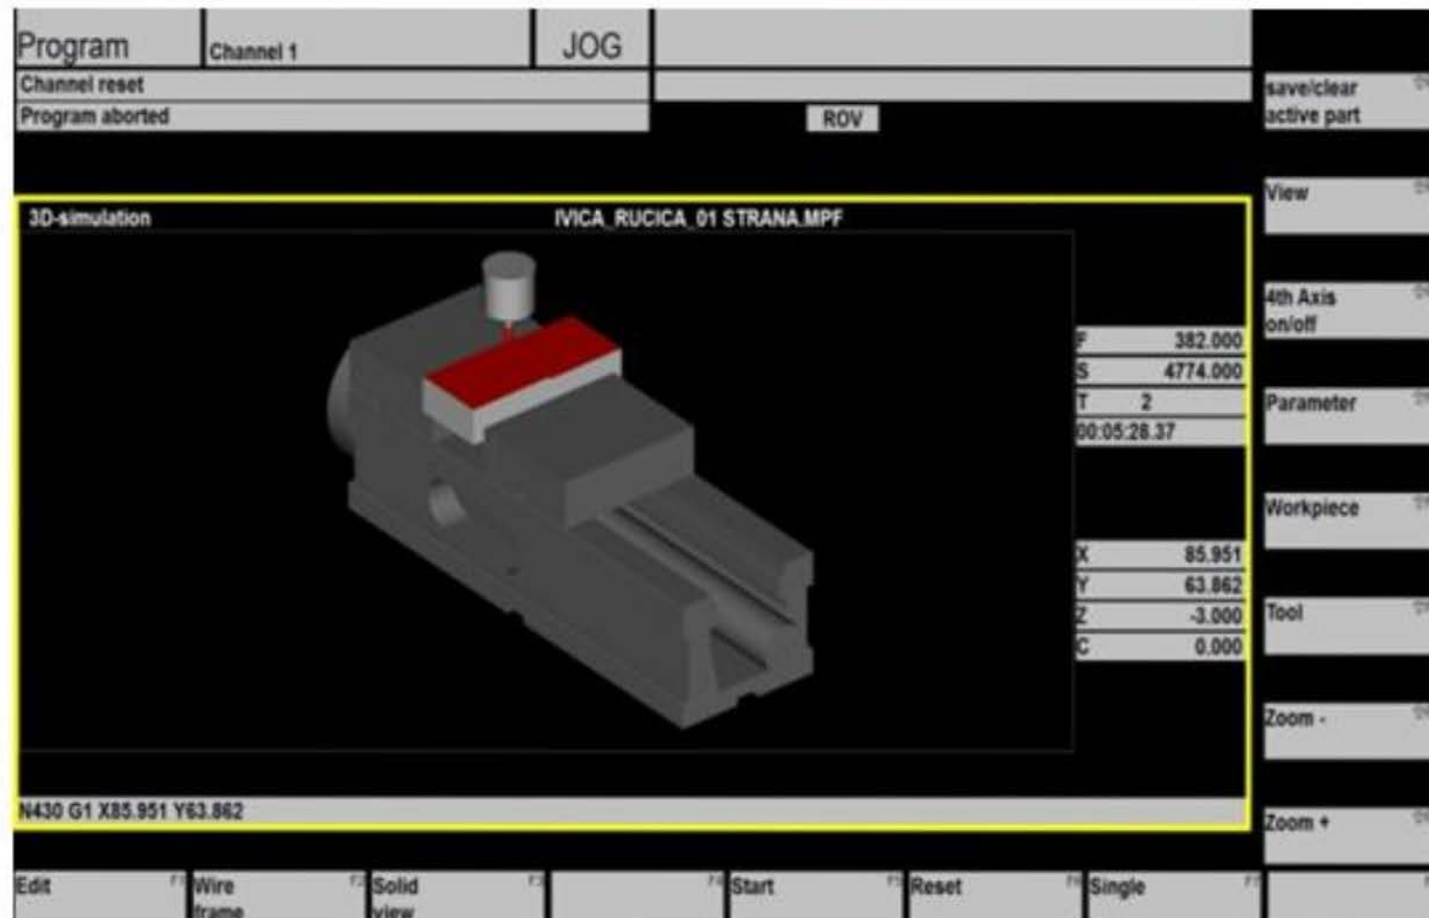 Program
Channel 1
JOG
Channel reset
Program aborted
ROV
save/clear
active part
View
4th Axis
on/off
Parameter
Workpiece
Tool
Zoom -
Zoom +
3D-simulation
IVICA_RUCICA_01 STRANA.MPF
F 382.000
S 4774.000
T 2
00:05:28.37
X 85.951
Y 63.862
Z -3.000
C 0.000
N430 G1 X85.951 Y63.862
Edit
Wire
frame
Solid
view
Start
Reset
Single